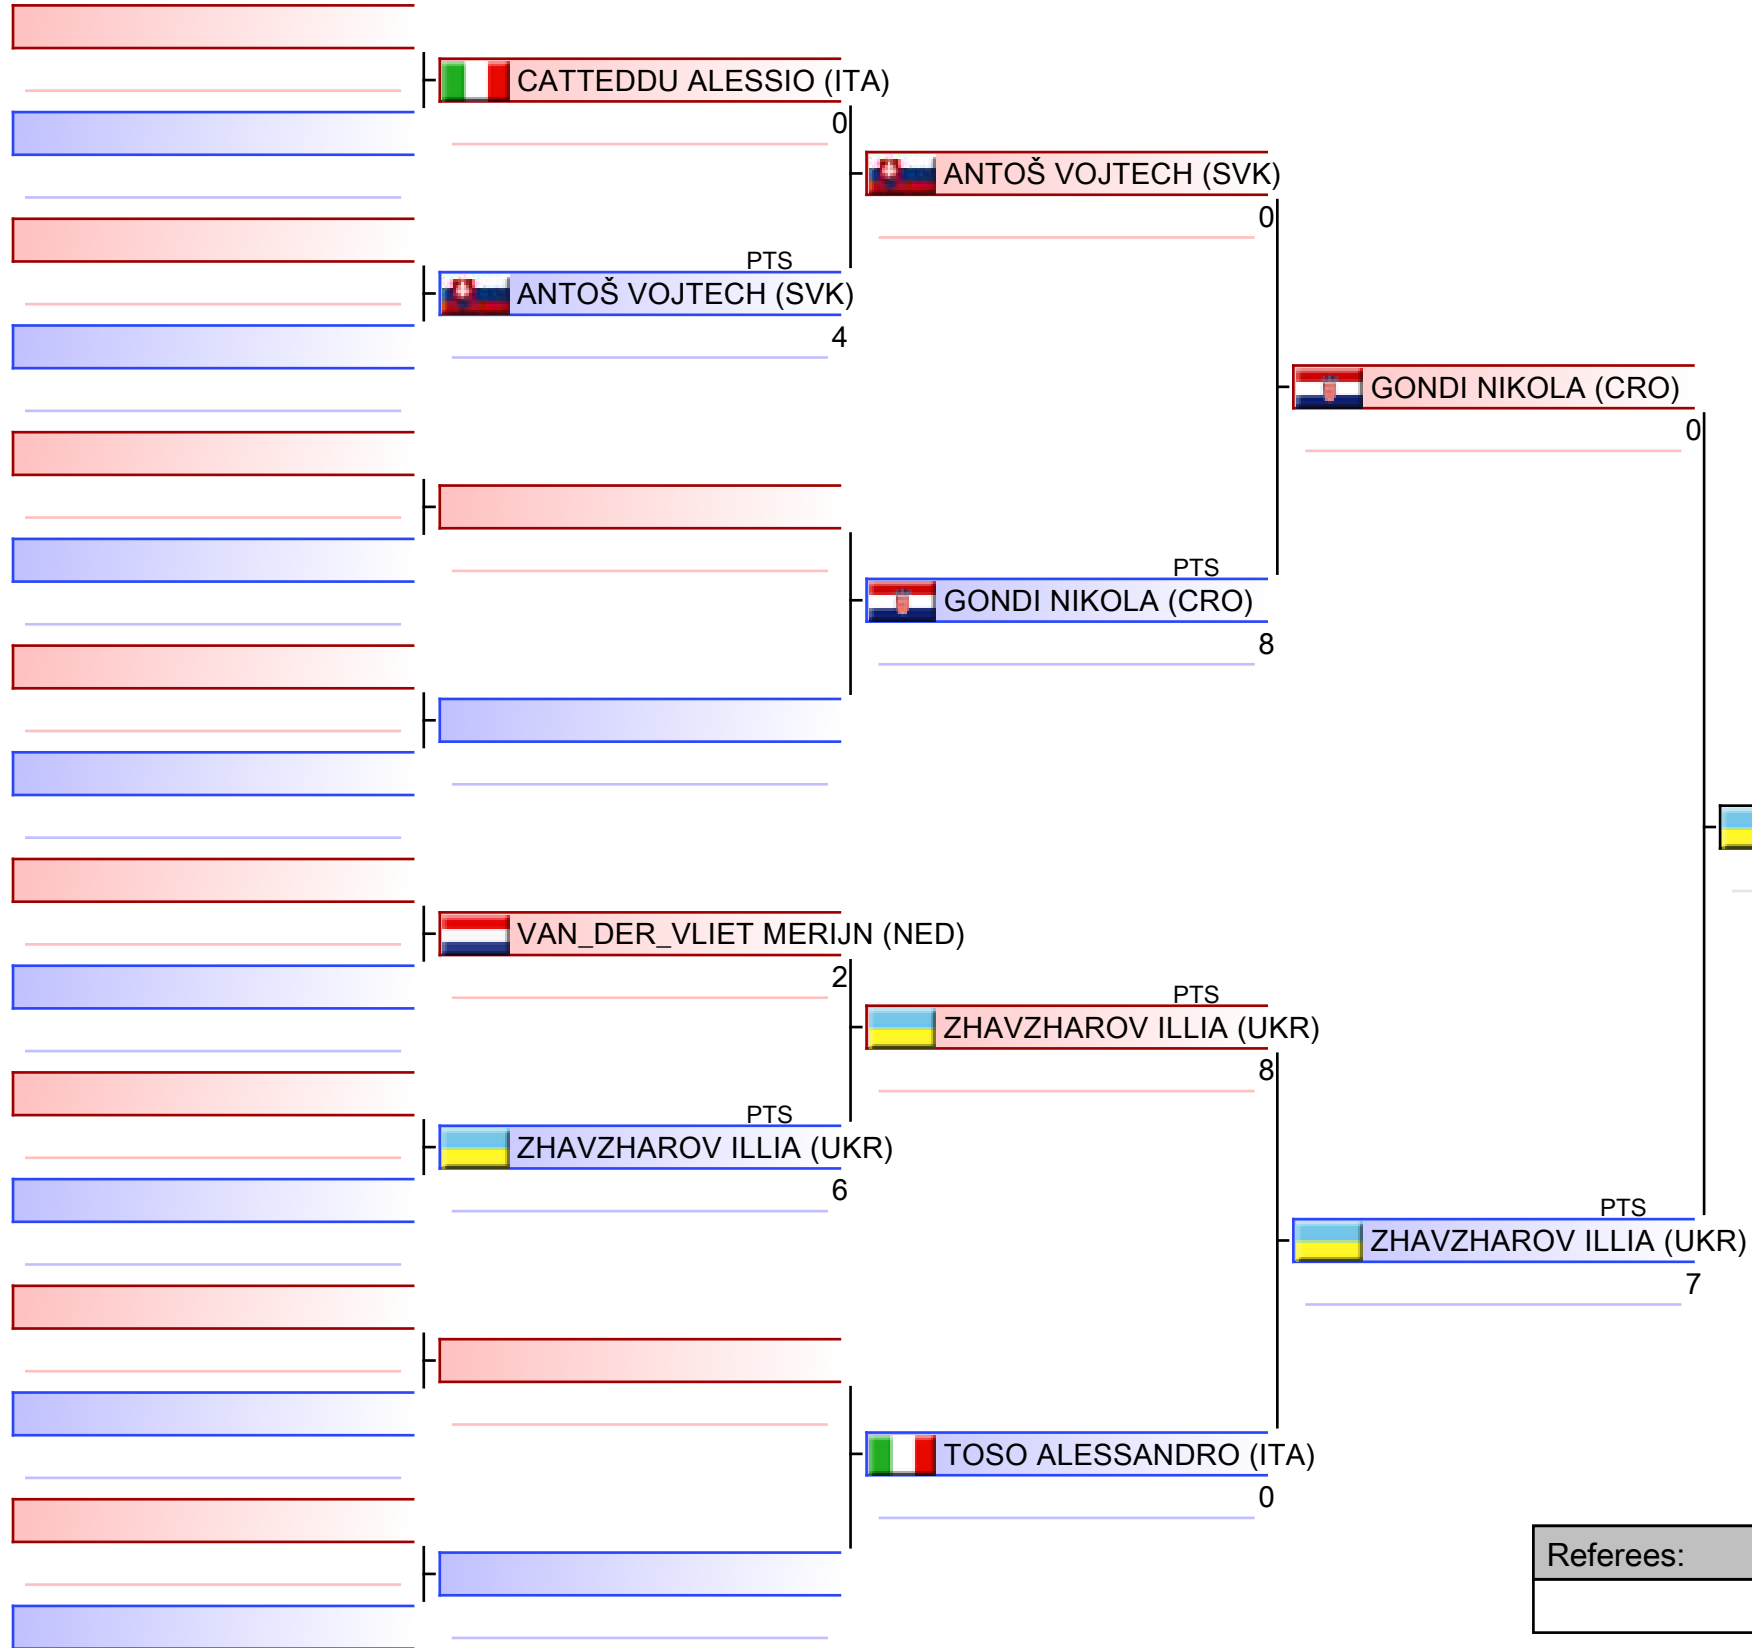 CATTEDDU ALESSIO (ITA)
0
ANTOŠ VOJTECH (SVK)
0
PTS
ANTOŠ VOJTECH (SVK)
4
GONDI NIKOLA (CRO)
0
PTS
GONDI NIKOLA (CRO)
8
VAN_DER_VLIET MERIJN (NED)
2
PTS
ZHAVZHAROV ILLIA (UKR)
8
PTS
ZHAVZHAROV ILLIA (UKR)
6
PTS
ZHAVZHAROV ILLIA (UKR)
7
TOSO ALESSANDRO (ITA)
0
Referees: